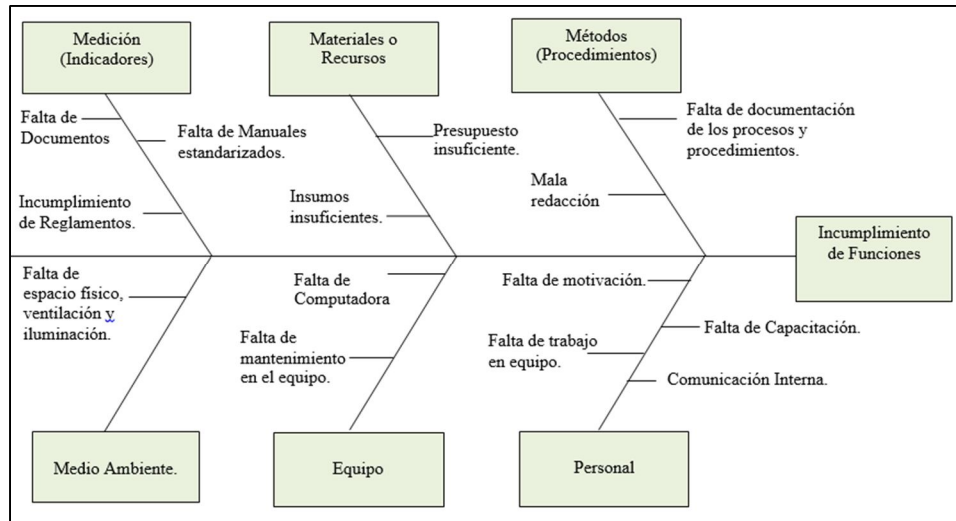 Medición
(Indicadores)
Materiales o
Recursos
Métodos
(Procedimientos)
Falta de
Documentos
Falta de Manuales
estandarizados.
Incumplimiento
de Reglamentos.
Presupuesto
insuficiente.
Insumos
insuficientes.
Falta de documentación
de los procesos y
procedimientos.
Mala
redacción
Incumplimiento
de Funciones
Falta de
espacio físico,
ventilación y
iluminación.
Falta de
Computadora
Falta de
mantenimiento
en el equipo.
Falta de motivación.
Falta de Capacitación.
Falta de trabajo
en equipo.
Comunicación Interna.
Medio Ambiente.
Equipo
Personal